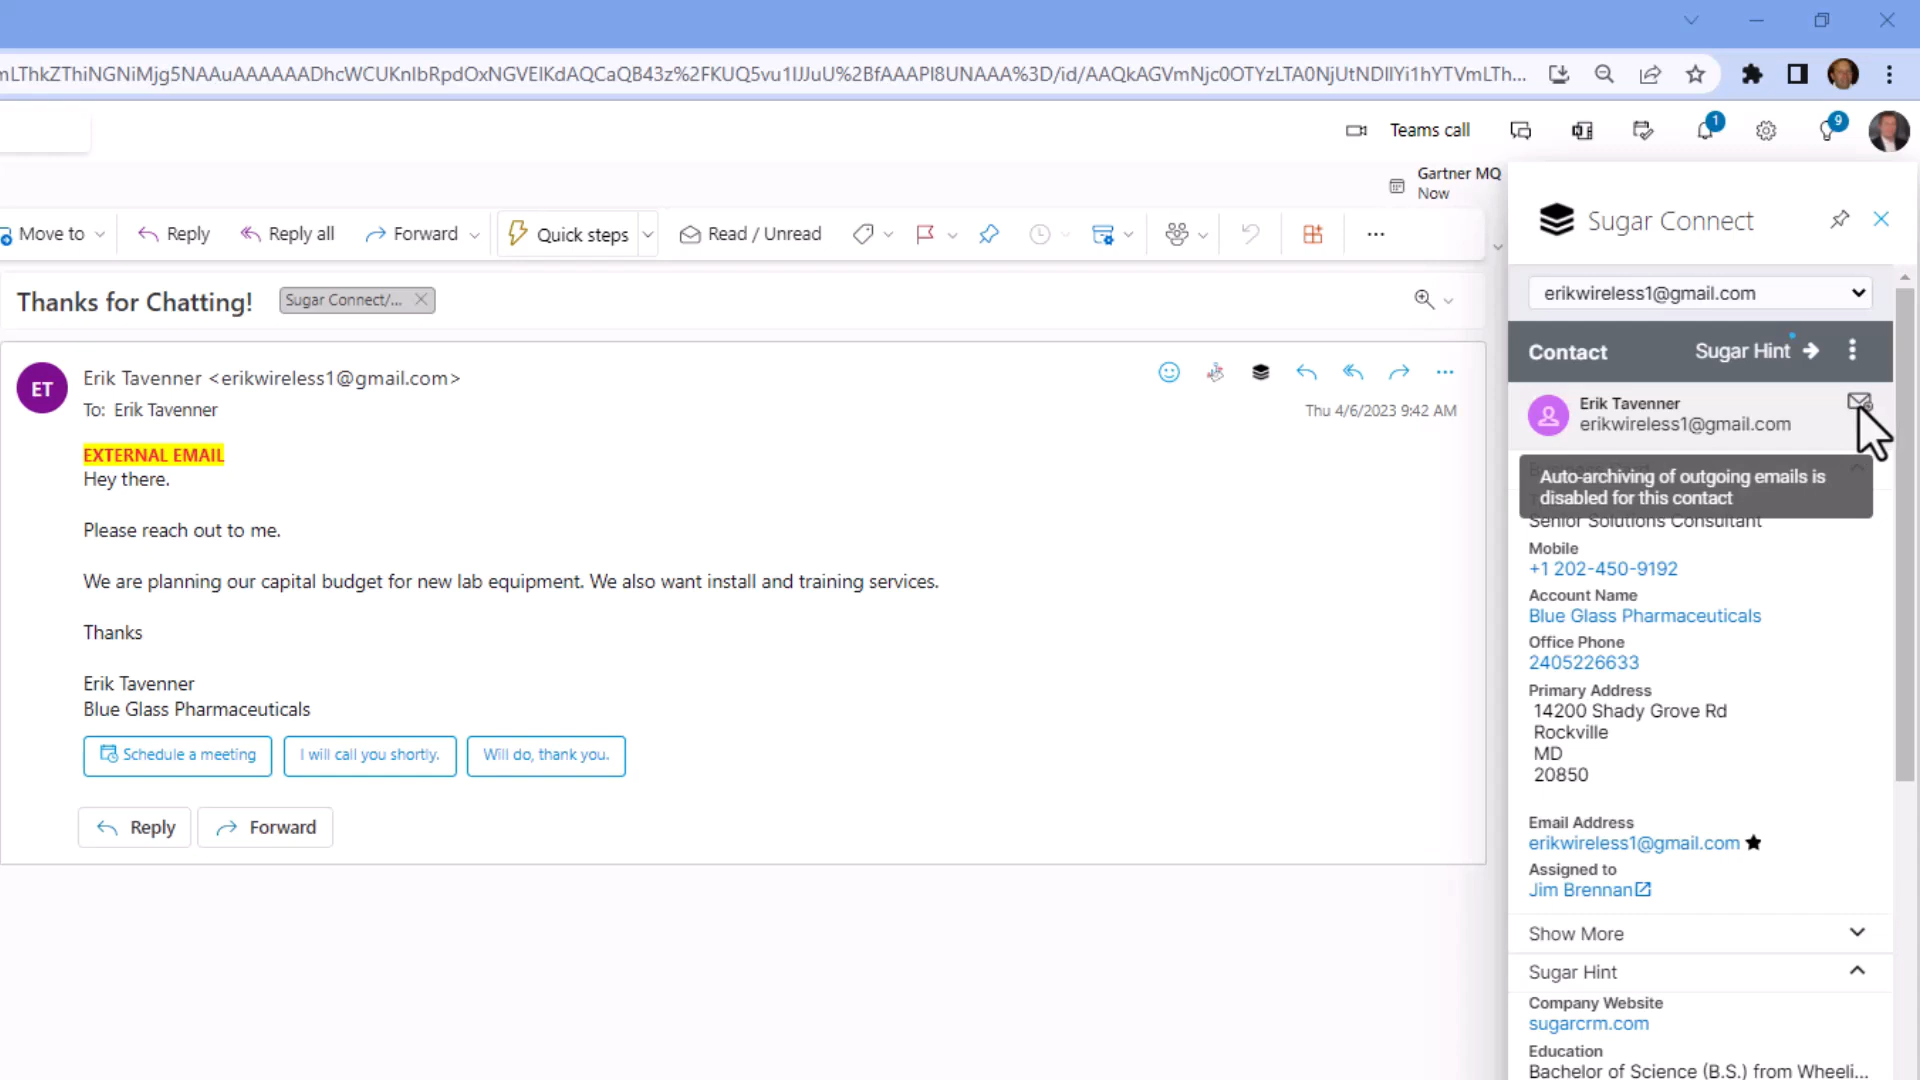 Teams call
1
9
Gartner MQ
Now
Move to
Reply
Reply all
Forward
Quick steps
Read / Unread
Sugar Connect
Thanks for Chatting!
Sugar Connect/...
erikwireless1@gmail.com
Contact
Sugar Hint
ET
Erik Tavenner <erikwireless1@gmail.com>
To: Erik Tavenner
Thu 4/6/2023 9:42 AM
EXTERNAL EMAIL
Hey there.
Please reach out to me.
We are planning our capital budget for new lab equipment. We also want install and training services.
Thanks
Erik Tavenner
Blue Glass Pharmaceuticals
Schedule a meeting
I will call you shortly.
Will do, thank you.
Reply
Forward
Erik Tavenner
erikwireless1@gmail.com
Auto-archiving of outgoing emails is
disabled for this contact
Senior Solutions Consultant
Mobile
+1 202-450-9192
Account Name
Blue Glass Pharmaceuticals
Office Phone
2405226633
Primary Address
14200 Shady Grove Rd
Rockville
MD
20850
Email Address
erikwireless1@gmail.com
Assigned to
Jim Brennan
Show More
Sugar Hint
Company Website
sugarcrm.com
Education
Bachelor of Science (B.S.) from Wheeli...